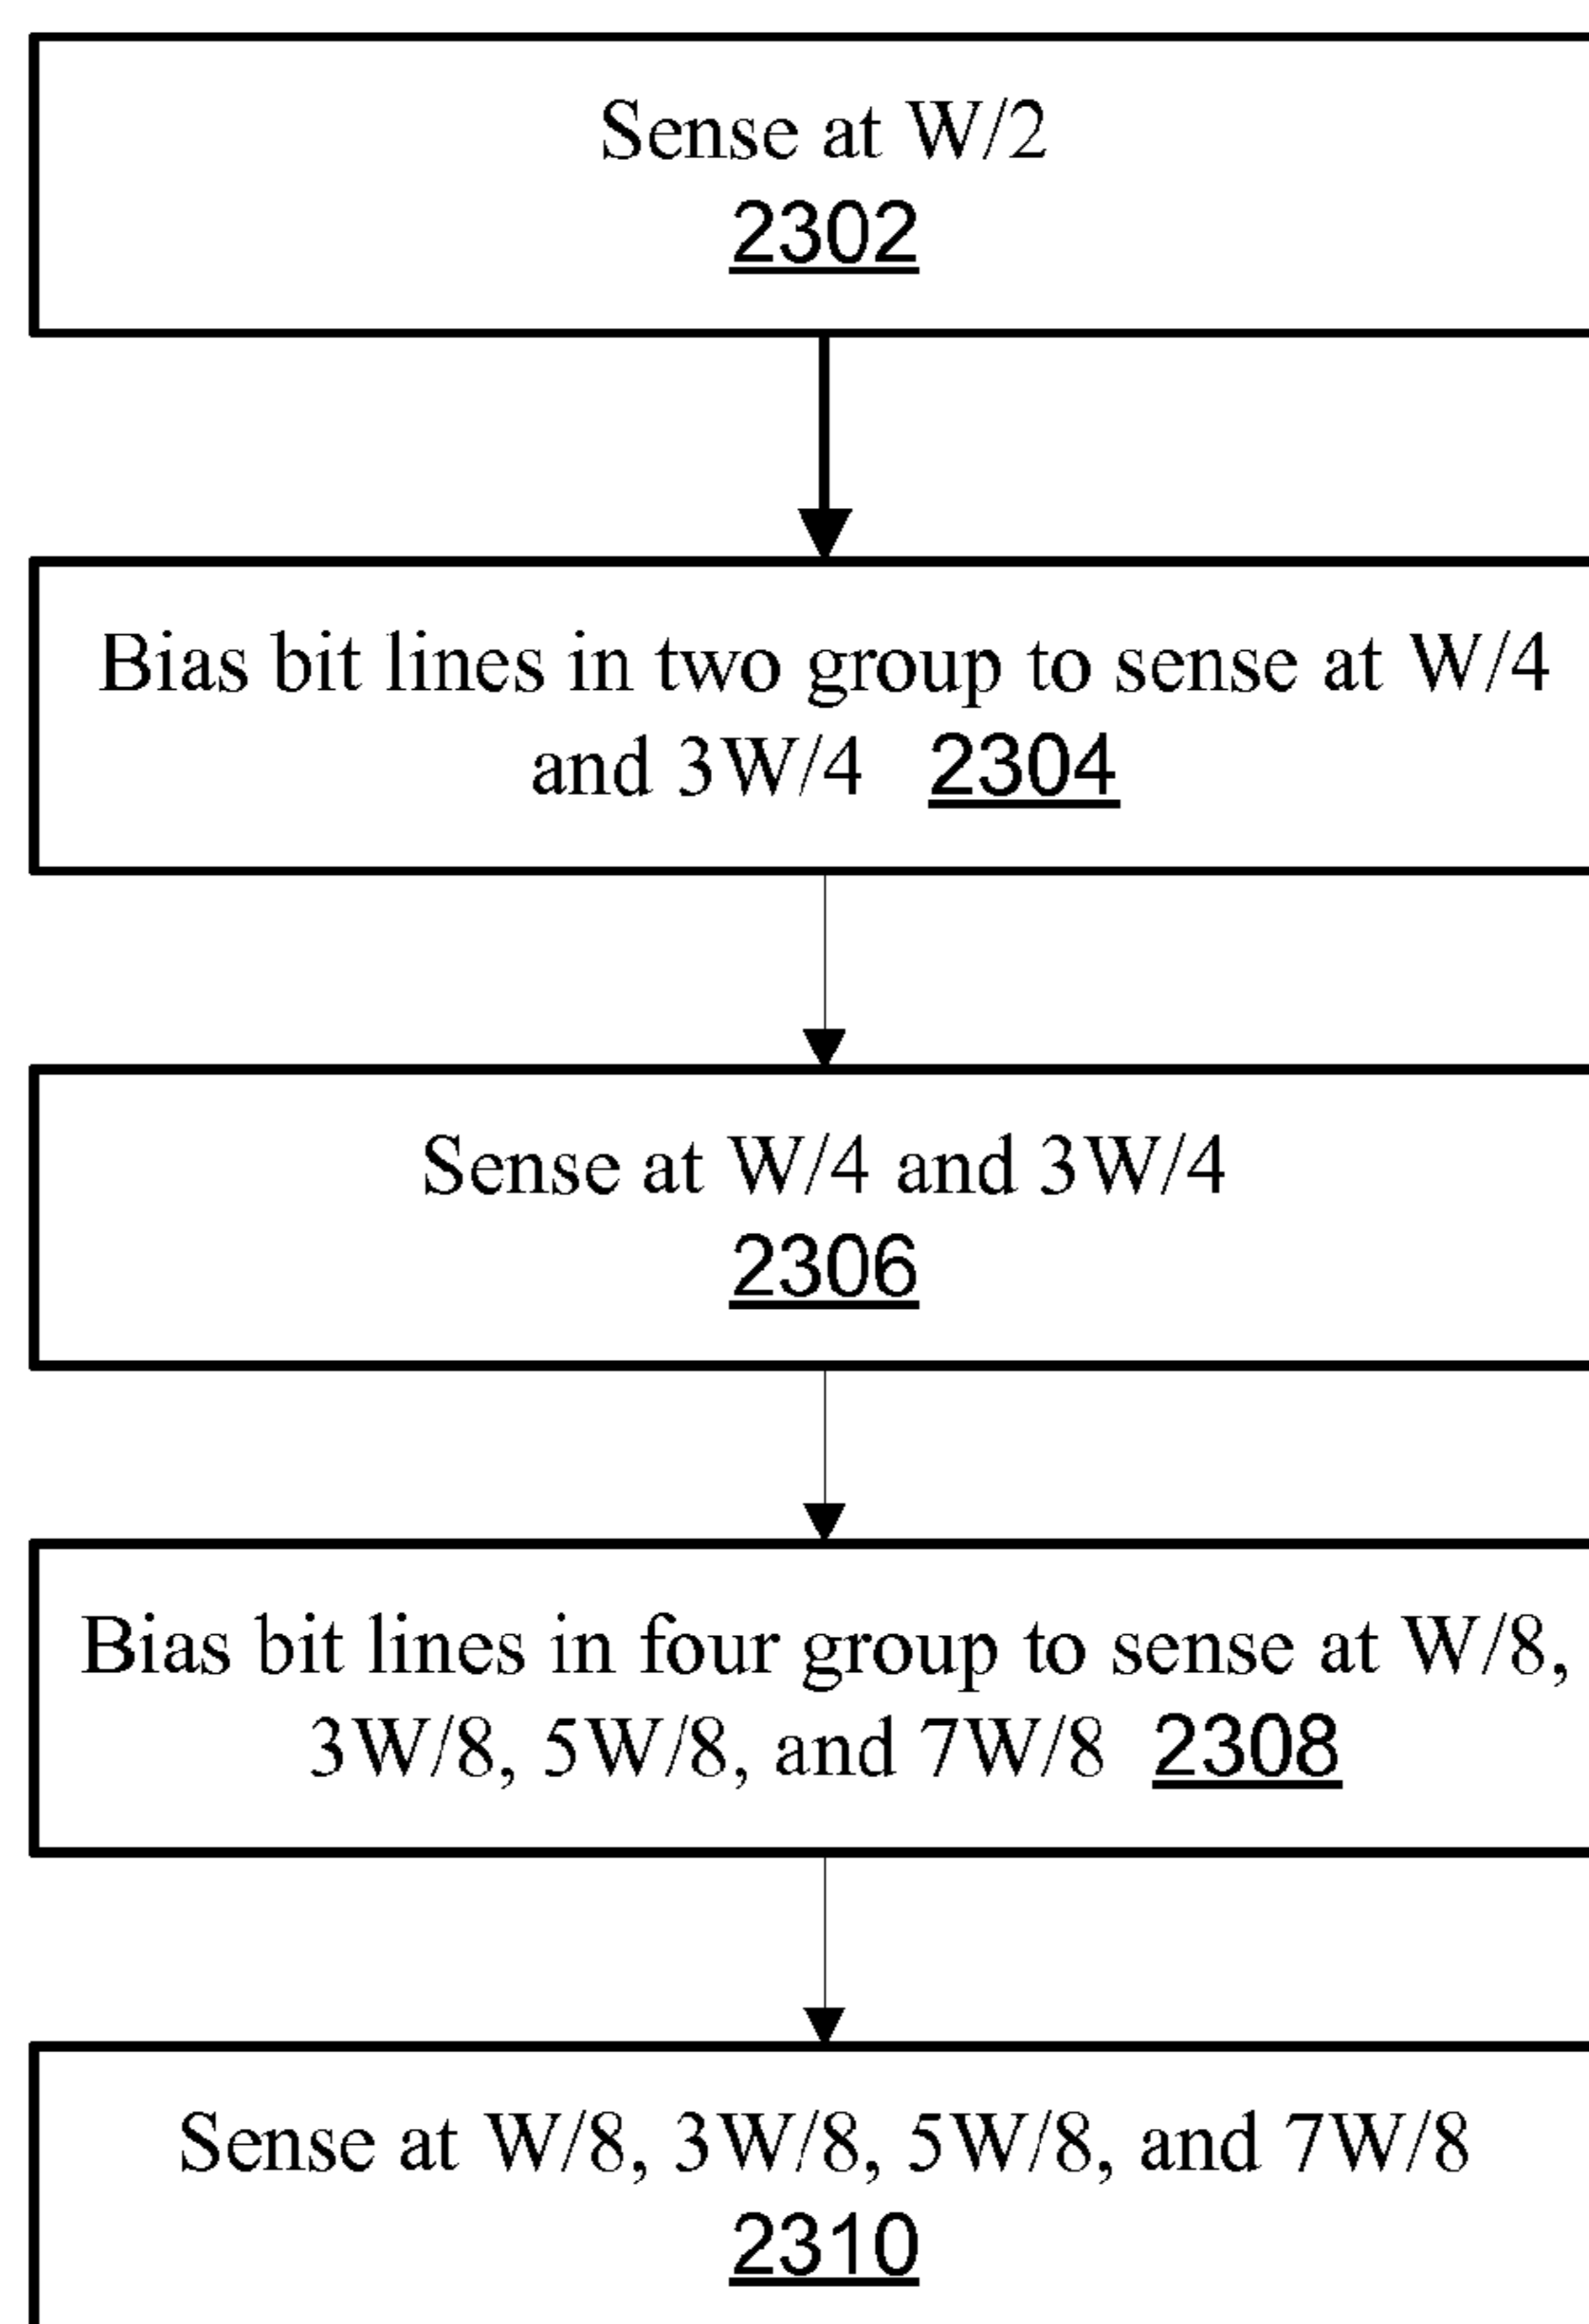 Sense at W/2
2302
Bias bit lines in two group to sense at W/4
and 3W/4 2304
Sense at W/4 and 3W/4
2306
Bias bit lines in four group to sense at W/8,
3W/8, 5W/8, and 7W/8 2308
Sense at W/8, 3W/8, 5W/8, and 7W/8
2310